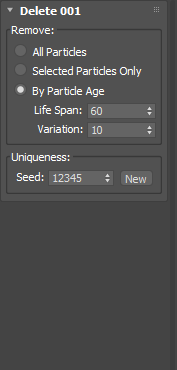 Delete 001
Remove:
All Particles
Selected Particles Only
By Particle Age
Life Span: 60
Variation: 10
Uniqueness:
Seed: 12345 New